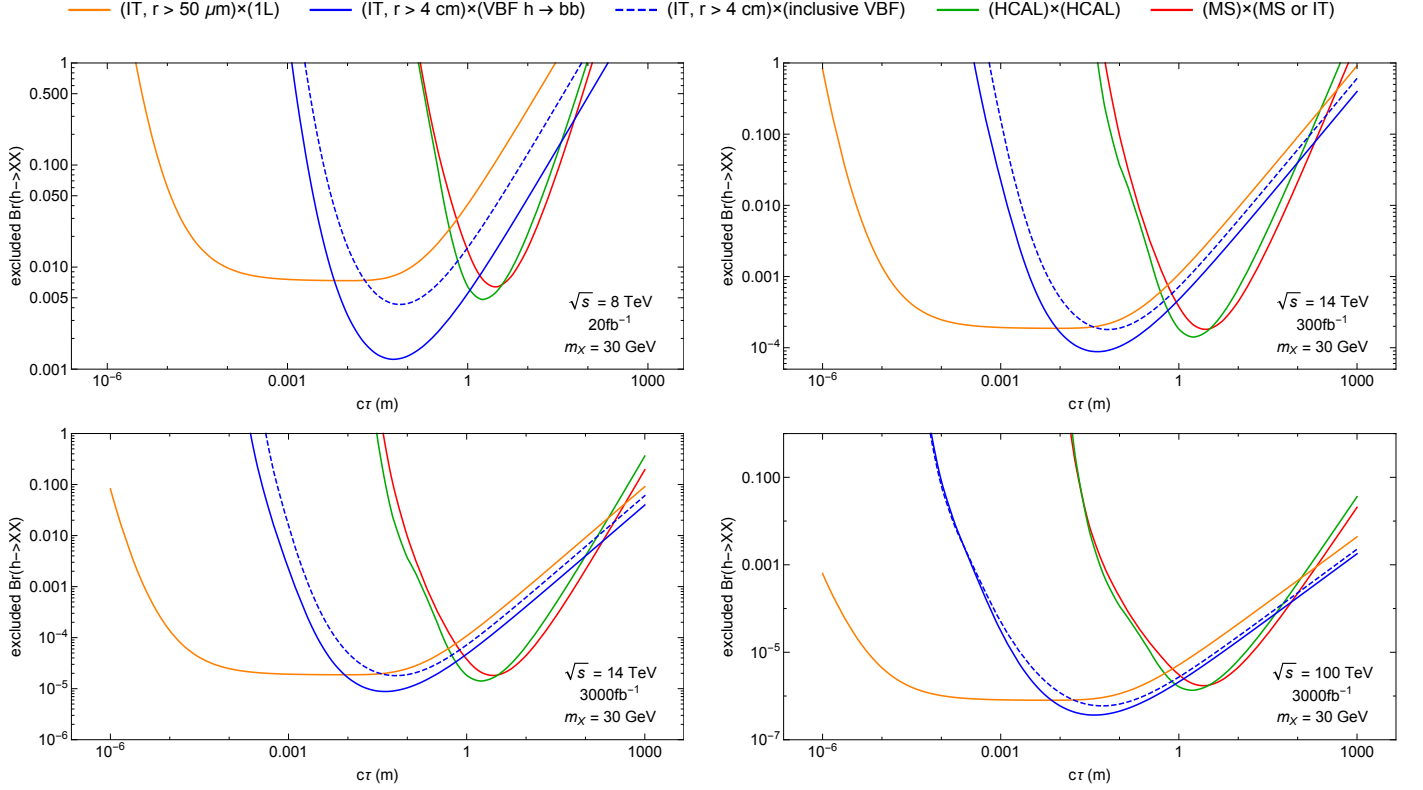 (IT, r > 50 μm)×(1L) (IT, r > 4 cm)×(VBF h → bb) (IT, r > 4 cm)×(inclusive VBF) (HCAL)×(HCAL) (MS)×(MS or IT)
1
0.500
0.100
0.050
0.010
0.005
0.001
excluded Br(h−>XX)
√s = 8 TeV
20fb⁻¹
m_X = 30 GeV
10⁻⁶ 0.001 1 1000
cτ (m)
1
0.100
0.010
0.001
10⁻⁴
excluded Br(h−>XX)
√s = 14 TeV
300fb⁻¹
m_X = 30 GeV
10⁻⁶ 0.001 1 1000
cτ (m)
1
0.100
0.010
0.001
10⁻⁴
10⁻⁵
10⁻⁶
excluded Br(h−>XX)
√s = 14 TeV
3000fb⁻¹
m_X = 30 GeV
10⁻⁶ 0.001 1 1000
cτ (m)
0.100
0.001
10⁻⁵
10⁻⁷
excluded Br(h−>XX)
√s = 100 TeV
3000fb⁻¹
m_X = 30 GeV
10⁻⁶ 0.001 1 1000
cτ (m)